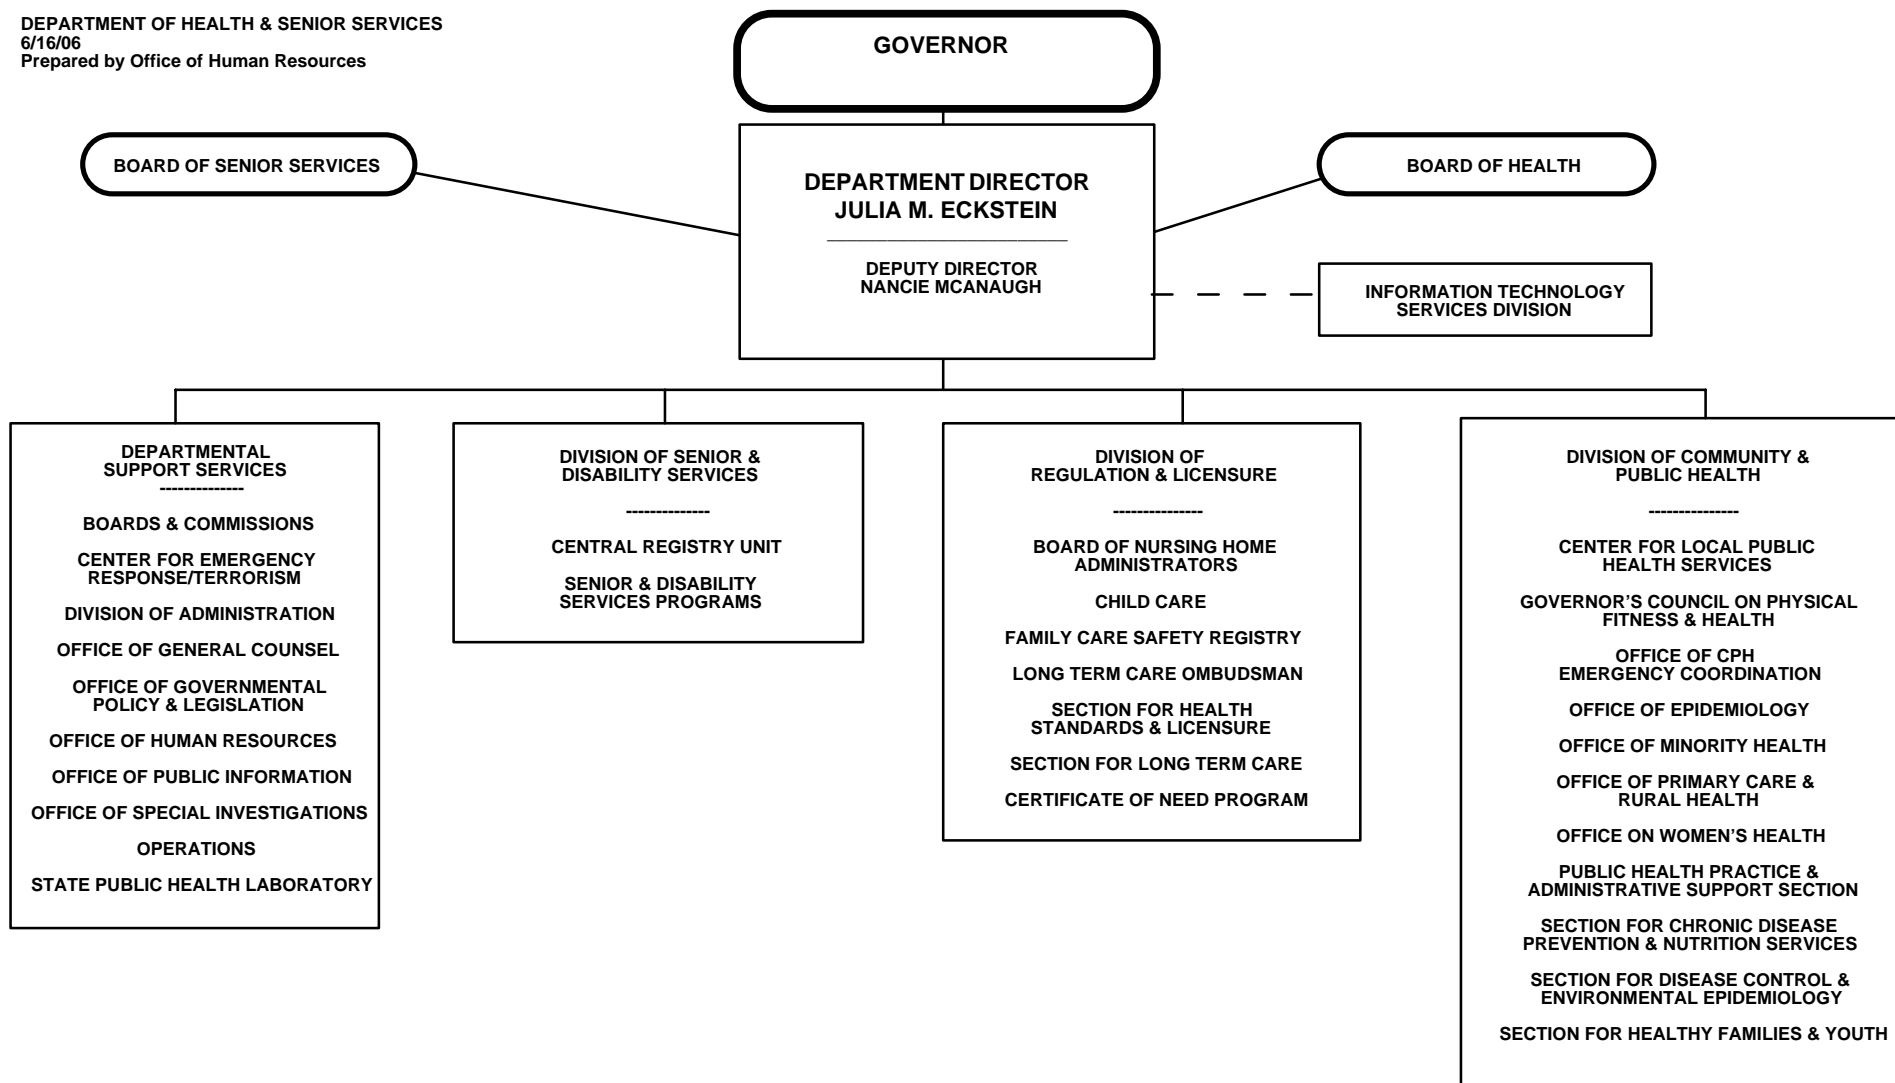 DEPARTMENT OF HEALTH & SENIOR SERVICES
6/16/06
Prepared by Office of Human Resources
GOVERNOR
BOARD OF SENIOR SERVICES
DEPARTMENT DIRECTOR
JULIA M. ECKSTEIN
________________________
DEPUTY DIRECTOR
NANCIE MCANAUGH
BOARD OF HEALTH
INFORMATION TECHNOLOGY
SERVICES DIVISION
DEPARTMENTAL
SUPPORT SERVICES
--------------
BOARDS & COMMISSIONS
CENTER FOR EMERGENCY
RESPONSE/TERRORISM
DIVISION OF ADMINISTRATION
OFFICE OF GENERAL COUNSEL
OFFICE OF GOVERNMENTAL
POLICY & LEGISLATION
OFFICE OF HUMAN RESOURCES
OFFICE OF PUBLIC INFORMATION
OFFICE OF SPECIAL INVESTIGATIONS
OPERATIONS
STATE PUBLIC HEALTH LABORATORY
DIVISION OF SENIOR &
DISABILITY SERVICES
--------------
CENTRAL REGISTRY UNIT
SENIOR & DISABILITY
SERVICES PROGRAMS
DIVISION OF
REGULATION & LICENSURE
---------------
BOARD OF NURSING HOME
ADMINISTRATORS
CHILD CARE
FAMILY CARE SAFETY REGISTRY
LONG TERM CARE OMBUDSMAN
SECTION FOR HEALTH
STANDARDS & LICENSURE
SECTION FOR LONG TERM CARE
CERTIFICATE OF NEED PROGRAM
DIVISION OF COMMUNITY &
PUBLIC HEALTH
---------------
CENTER FOR LOCAL PUBLIC
HEALTH SERVICES
GOVERNOR’S COUNCIL ON PHYSICAL
FITNESS & HEALTH
OFFICE OF CPH
EMERGENCY COORDINATION
OFFICE OF EPIDEMIOLOGY
OFFICE OF MINORITY HEALTH
OFFICE OF PRIMARY CARE &
RURAL HEALTH
OFFICE ON WOMEN’S HEALTH
PUBLIC HEALTH PRACTICE &
ADMINISTRATIVE SUPPORT SECTION
SECTION FOR CHRONIC DISEASE
PREVENTION & NUTRITION SERVICES
SECTION FOR DISEASE CONTROL &
ENVIRONMENTAL EPIDEMIOLOGY
SECTION FOR HEALTHY FAMILIES & YOUTH